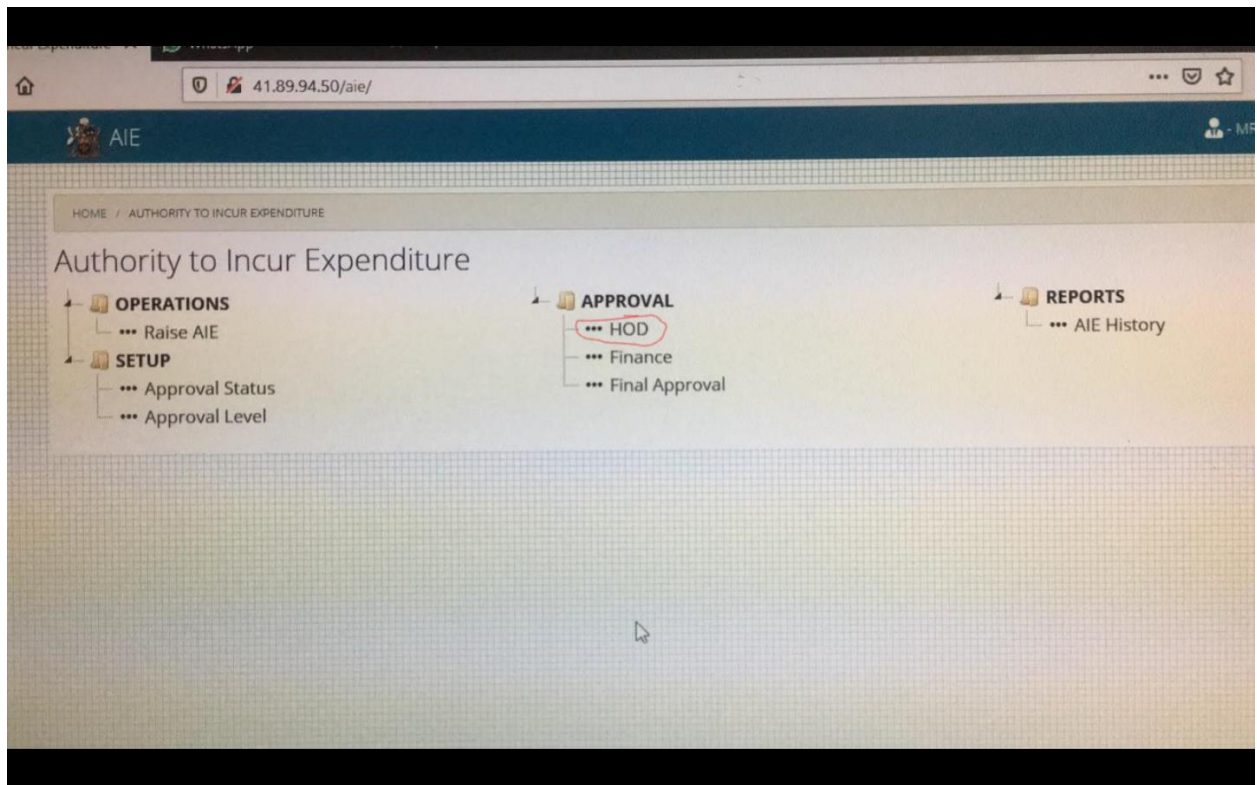 WhatsApp
41.89.94.50/aie/
AIE
HOME / AUTHORITY TO INCUR EXPENDITURE
Authority to Incur Expenditure
OPERATIONS
Raise AIE
SETUP
Approval Status
Approval Level
APPROVAL
HOD
Finance
Final Approval
REPORTS
AIE History